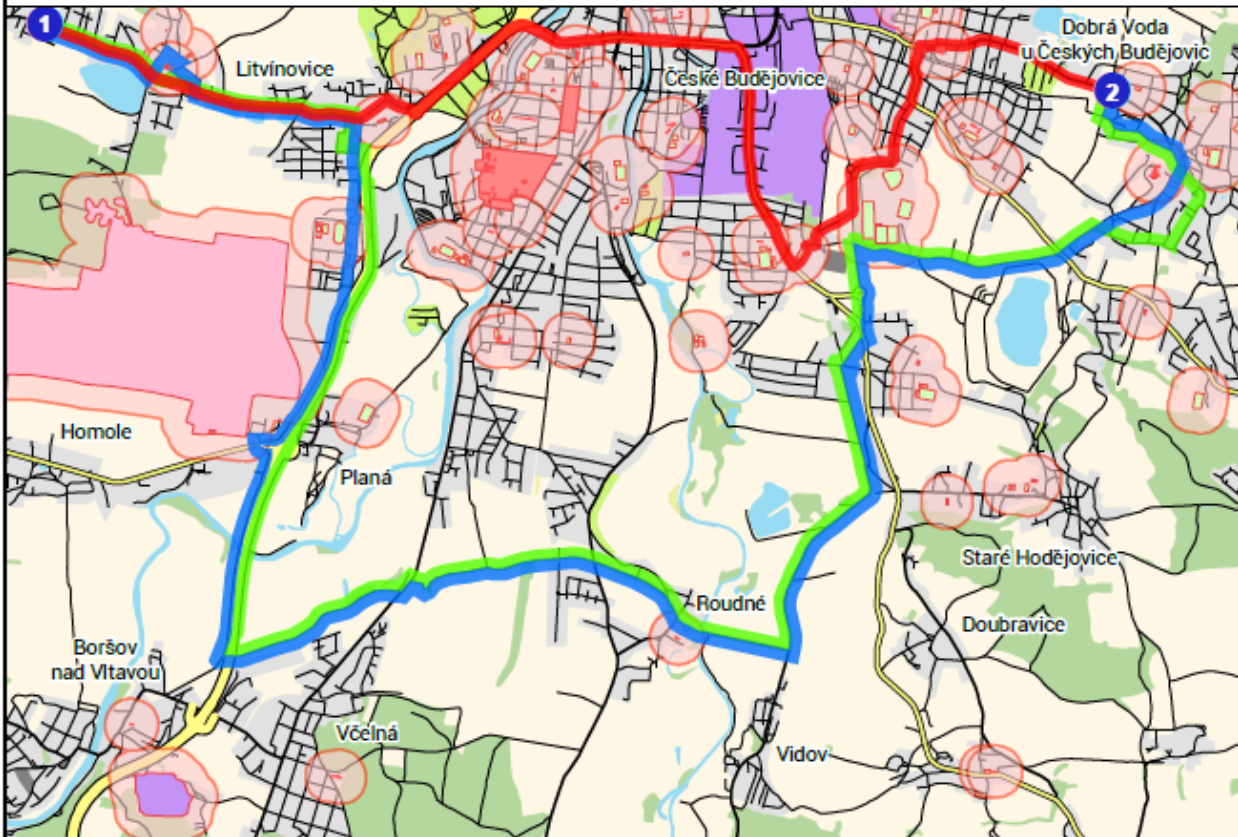 1
Litvínovice
Dobrá Voda
u Českých Budějovic
České Budějovice
2
Homole
Planá
Staré Hodějovice
Roudné
Doubravice
Boršov
nad Vltavou
Včelná
Vidov